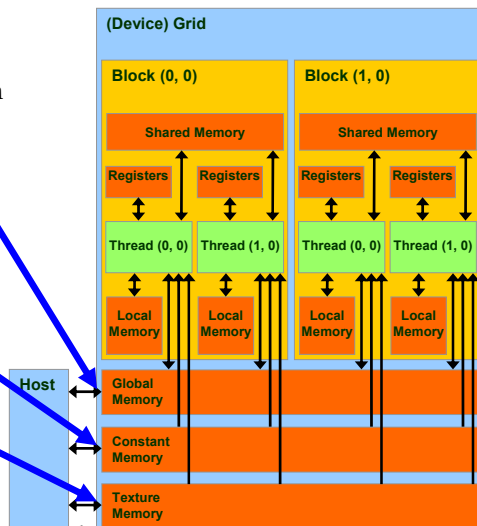 (Device) Grid
Block (0, 0)
Block (1, 0)
Shared Memory
Shared Memory
Registers
Registers
Registers
Registers
Thread (0, 0)
Thread (1, 0)
Thread (0, 0)
Thread (1, 0)
Local
Memory
Local
Memory
Local
Memory
Local
Memory
Host
Global
Memory
Constant
Memory
Texture
Memory